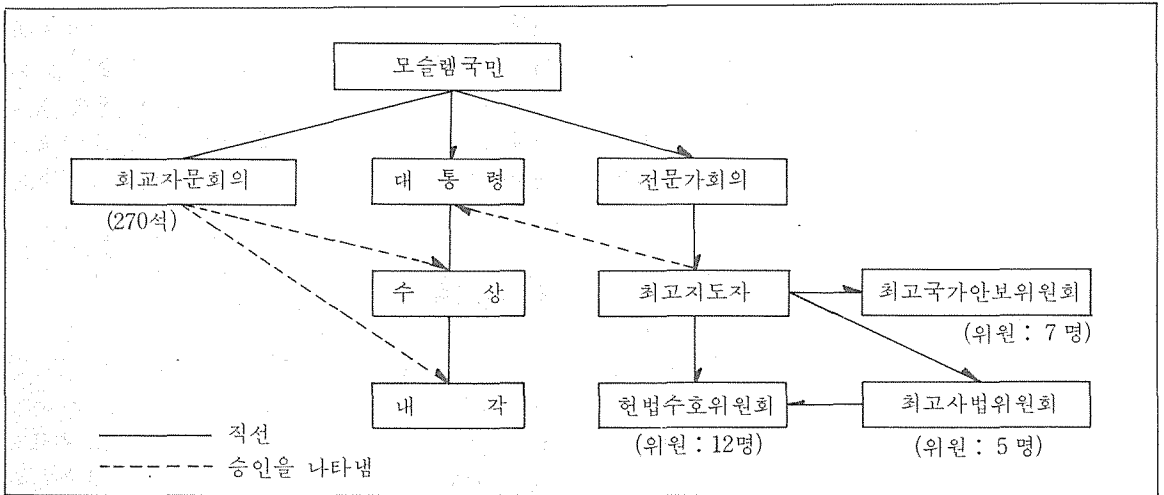 모슬렘국민
회교자문회의 대통령 전문가회의
(270석)
수상 최고지도자 최고국가안보위원회
(위원 : 7 명)
내각 헌법수호위원회 최고사법위원회
(위원 : 12명) (위원 : 5 명)
직선
승인을 나타냄